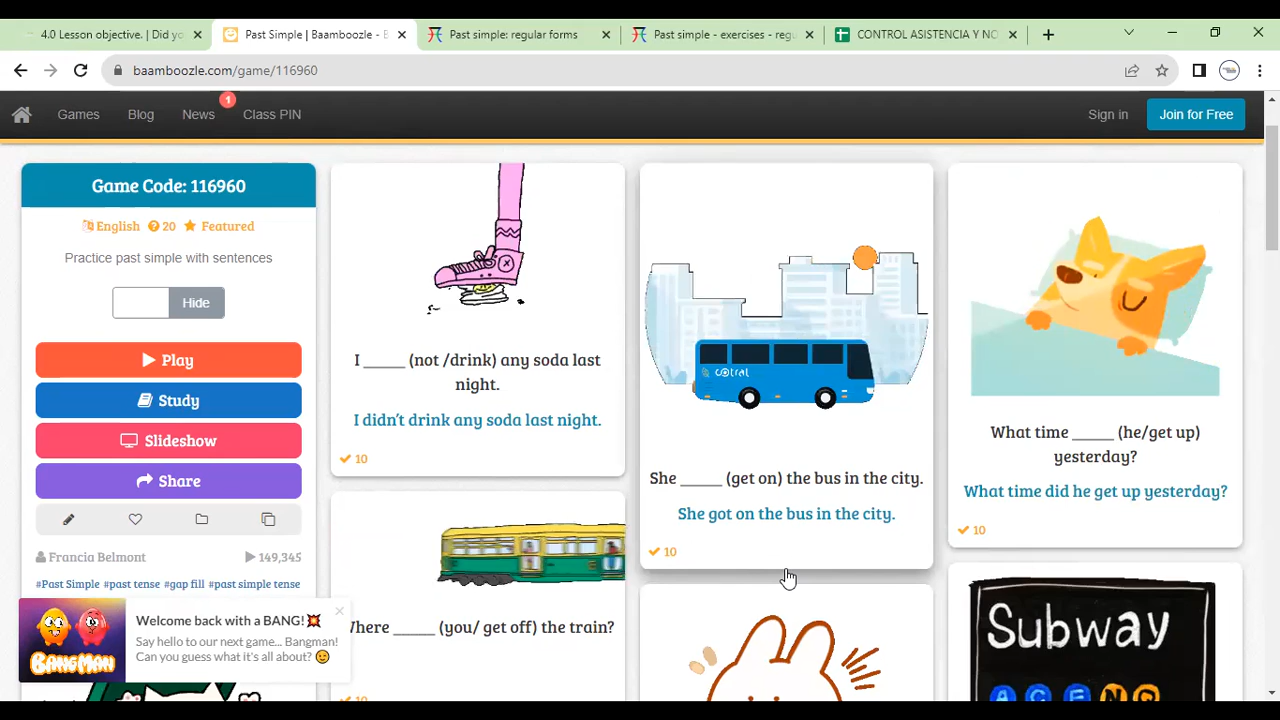 4.0 Lesson objective. | Did yo
Past Simple | Baamboozle - B
Past simple: regular forms
Past simple - exercises - regu
CONTROL ASISTENCIA Y NO
baamboozle.com/game/116960
Games
Blog
News
1
Class PIN
Sign in
Join for Free
Game Code: 116960
English
20
Featured
Practice past simple with sentences
Hide
Play
Study
Slideshow
Share
Francia Belmont
149,345
#Past Simple #past tense #gap fill #past simple tense
BANGMAN
Welcome back with a BANG!
Say hello to our next game... Bangman!
Can you guess what it's all about?
I _____ (not /drink) any soda last
night.
I didn't drink any soda last night.
10
here _____ (you/ get off) the train?
10
cotral
She _____ (get on) the bus in the city.
She got on the bus in the city.
10
What time _____ (he/get up)
yesterday?
What time did he get up yesterday?
10
Subway
A C E N Q